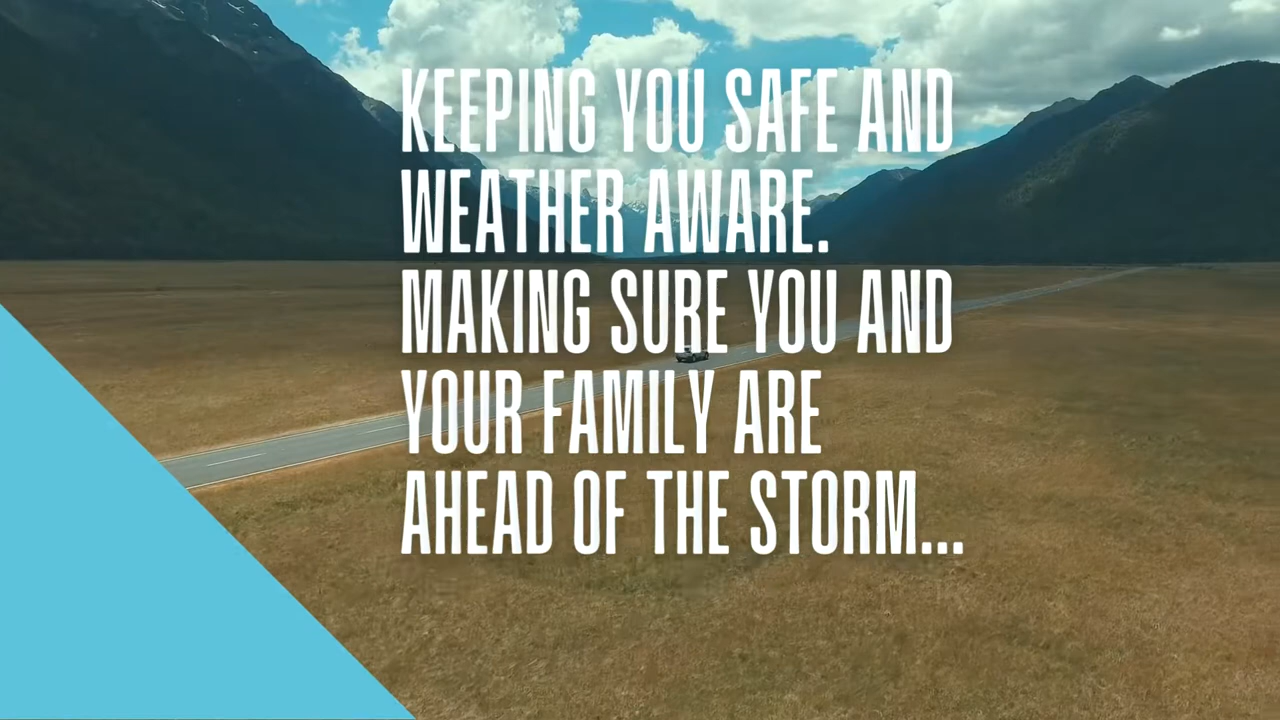 KEEPING YOU SAFE AND
WEATHER AWARE.
MAKING SURE YOU AND
YOUR FAMILY ARE
AHEAD OF THE STORM...